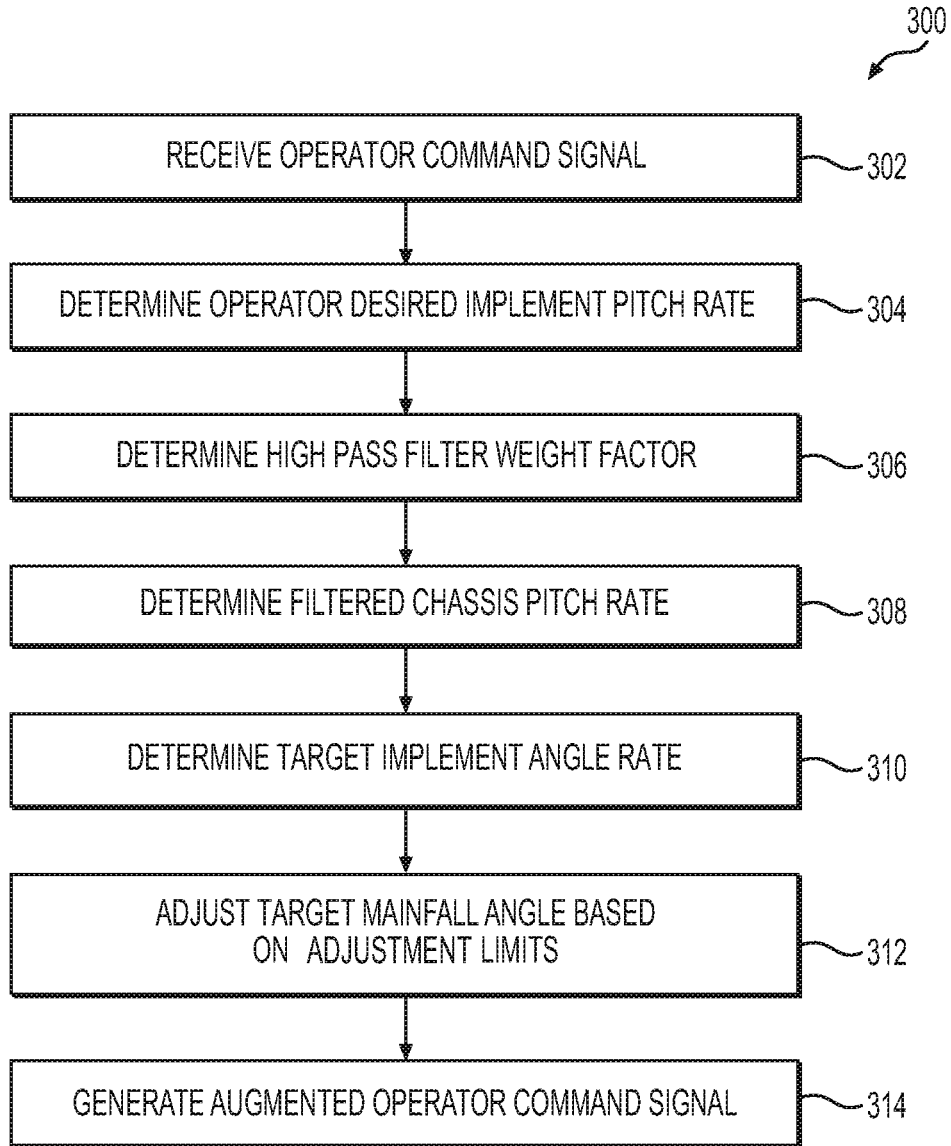 300
RECEIVE OPERATOR COMMAND SIGNAL
302
DETERMINE OPERATOR DESIRED IMPLEMENT PITCH RATE
304
DETERMINE HIGH PASS FILTER WEIGHT FACTOR
306
DETERMINE FILTERED CHASSIS PITCH RATE
308
DETERMINE TARGET IMPLEMENT ANGLE RATE
310
ADJUST TARGET MAINFALL ANGLE BASED
ON ADJUSTMENT LIMITS
312
GENERATE AUGMENTED OPERATOR COMMAND SIGNAL
314